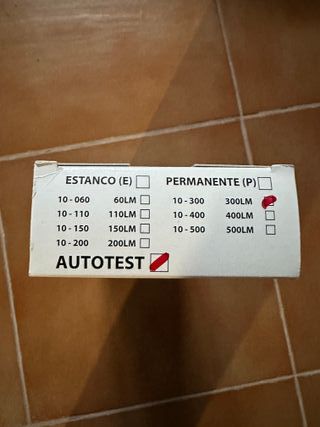 ESTANCO (E) PERMANENTE (P)
10 - 060 60LM 10 - 300 300LM
10 - 110 110LM 10 - 400 400LM
10 - 150 150LM 10 - 500 500LM
10 - 200 200LM
AUTOTEST